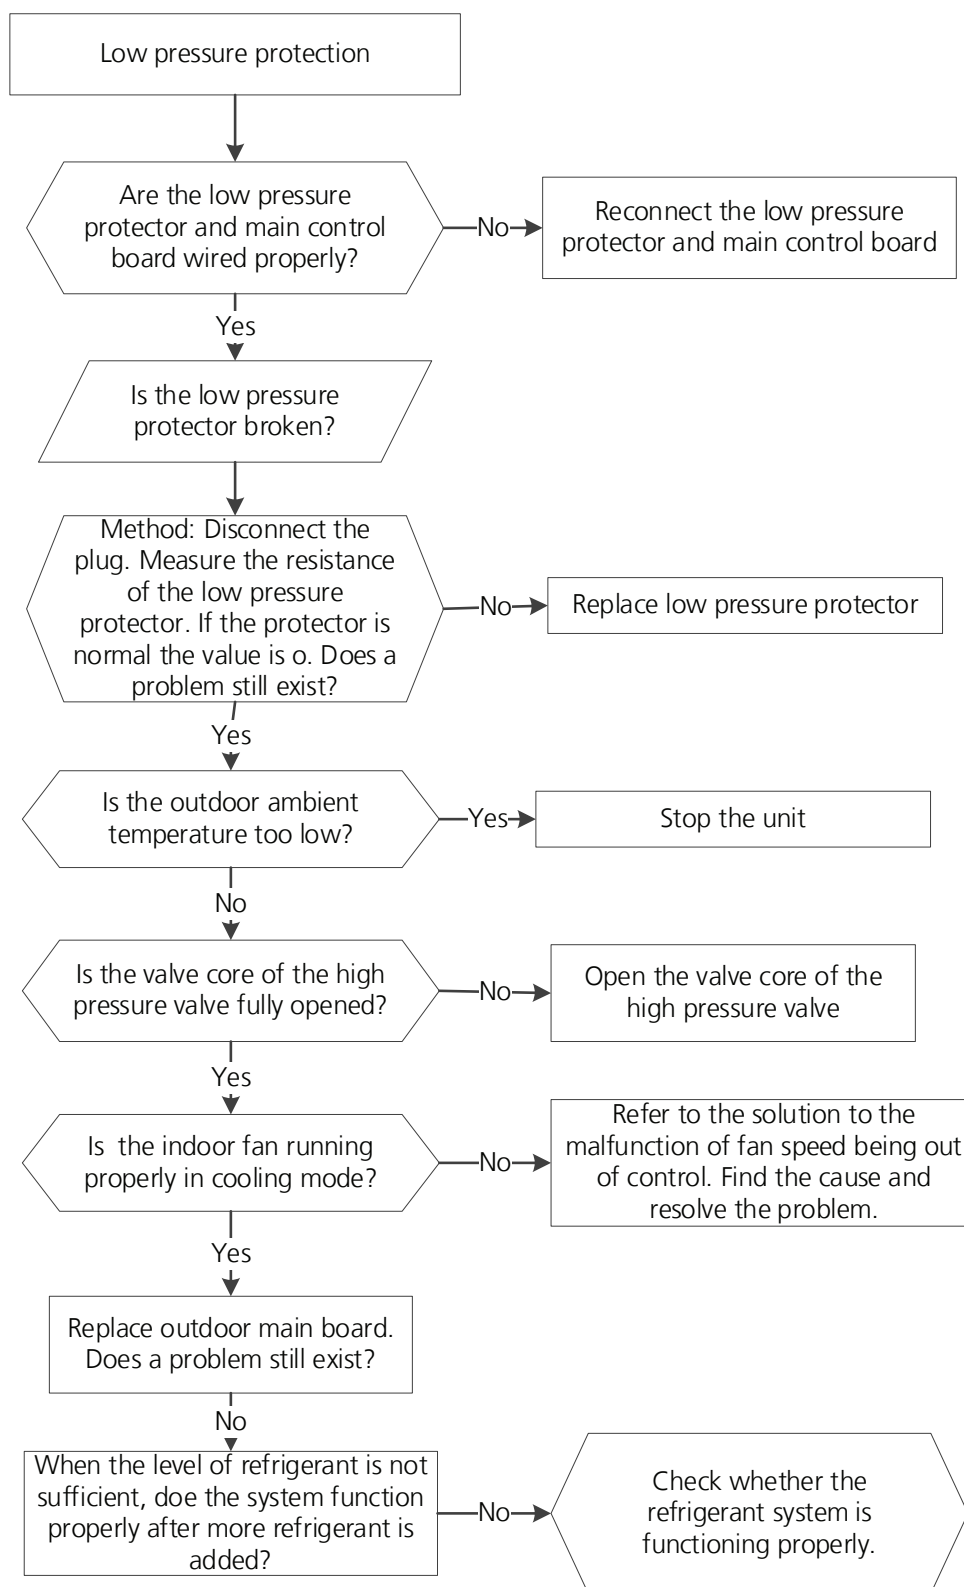 Low pressure protection
Are the low pressure
protector and main control
board wired properly?
No
Reconnect the low pressure
protector and main control board
Yes
Is the low pressure
protector broken?
Method: Disconnect the
plug. Measure the resistance
of the low pressure
protector. If the protector is
normal the value is o. Does a
problem still exist?
No
Replace low pressure protector
Yes
Is the outdoor ambient
temperature too low?
Yes
Stop the unit
No
Is the valve core of the high
pressure valve fully opened?
No
Open the valve core of the
high pressure valve
Yes
Is the indoor fan running
properly in cooling mode?
No
Refer to the solution to the
malfunction of fan speed being out
of control. Find the cause and
resolve the problem.
Yes
Replace outdoor main board.
Does a problem still exist?
No
When the level of refrigerant is not
sufficient, doe the system function
properly after more refrigerant is
added?
No
Check whether the
refrigerant system is
functioning properly.